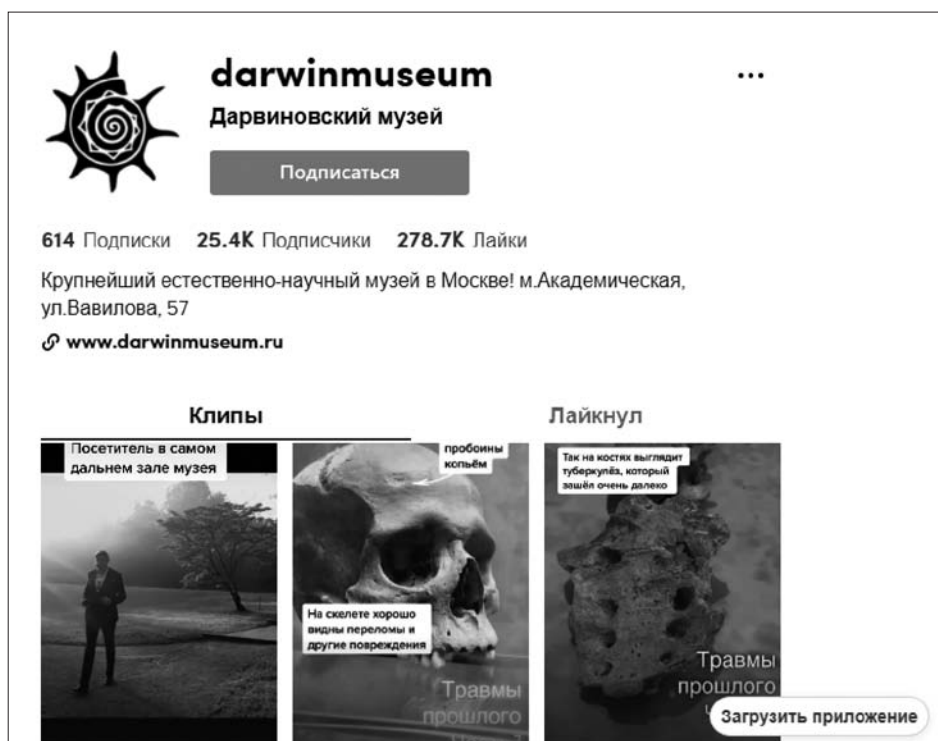 darwinmuseum
...
Дарвиновский музей
Подписаться
614 Подписки 25.4K Подписчики 278.7K Лайки
Крупнейший естественно-научный музей в Москве! м.Академическая,
ул.Вавилова, 57
www.darwinmuseum.ru
Клипы Лайкнул
Посетитель в самом
дальнем зале музея
пробоины
копьём
На скелете хорошо
видны переломы и
другие повреждения
Травмы
прошлого
Так на костях выглядит
туберкулёз, который
зашёл очень далеко
Травмы
прошлого
Загрузить приложение